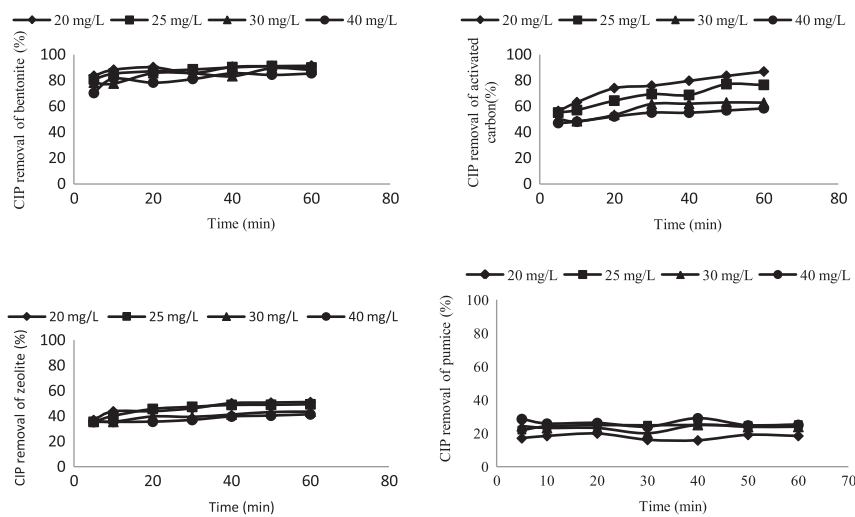 20 mg/L 25 mg/L 30 mg/L 40 mg/L
CIP removal of bentonite (%)
100
80
60
40
20
0
0 20 40 60 80
Time (min)
20 mg/L 25 mg/L 30 mg/L 40 mg/L
CIP removal of activated
carbon(%)
100
80
60
40
20
0
0 20 40 60 80
Time (min)
20 mg/L 25 mg/L 30 mg/L 40 mg/L
CIP removal of zeolite (%)
100
80
60
40
20
0
0 20 40 60 80
Time (min)
20 mg/L 25 mg/L 30 mg/L 40 mg/L
CIP removal of pumice (%)
100
80
60
40
20
0
0 10 20 30 40 50 60 70
Time (min)